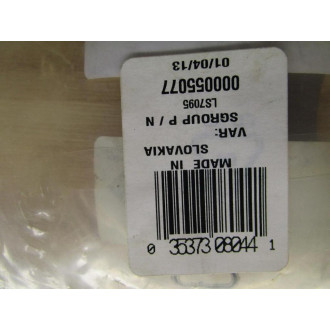 MADE IN
SLOVAKIA
VAR:
SGROUP P / N
LS7095
000055077
01/04/13
0 35373 08044 1